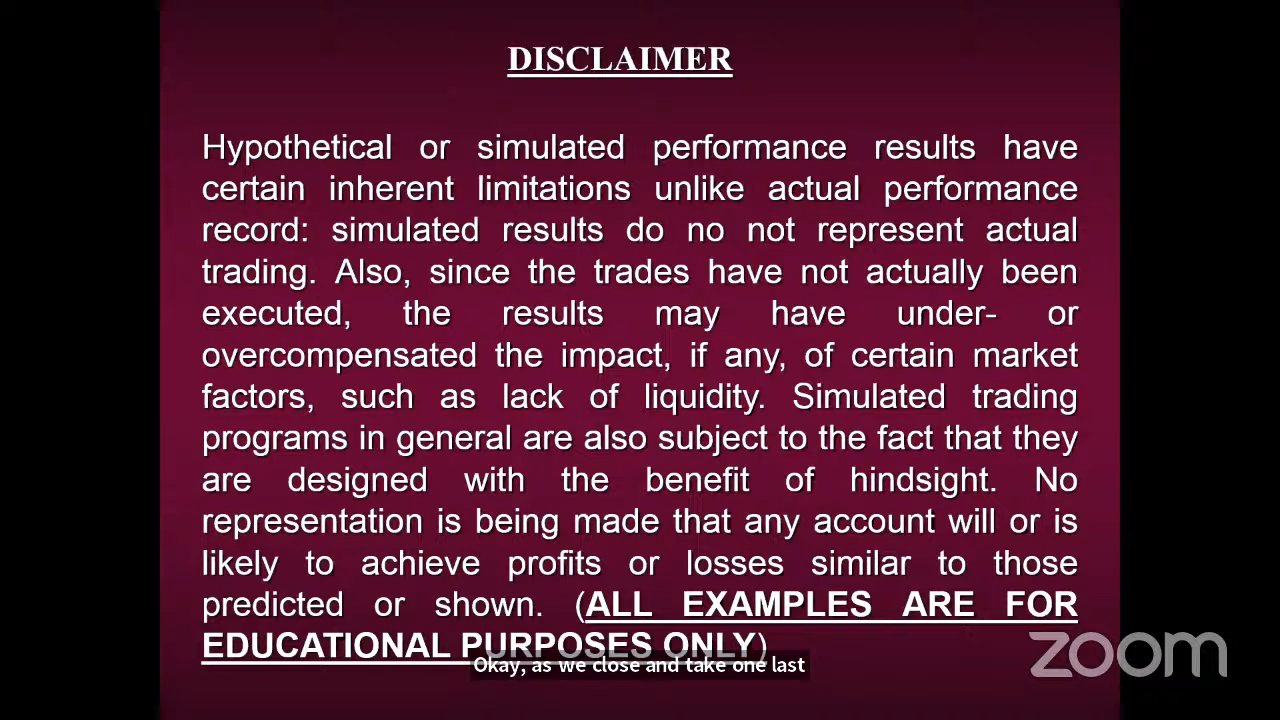 DISCLAIMER
Hypothetical or simulated performance results have
certain inherent limitations unlike actual performance
record: simulated results do no not represent actual
trading. Also, since the trades have not actually been
executed, the results may have under- or
overcompensated the impact, if any, of certain market
factors, such as lack of liquidity. Simulated trading
programs in general are also subject to the fact that they
are designed with the benefit of hindsight. No
representation is being made that any account will or is
likely to achieve profits or losses similar to those
predicted or shown. (ALL EXAMPLES ARE FOR
EDUCATIONAL PURPOSES ONLY)
Okay, as we close and take one last
zoom